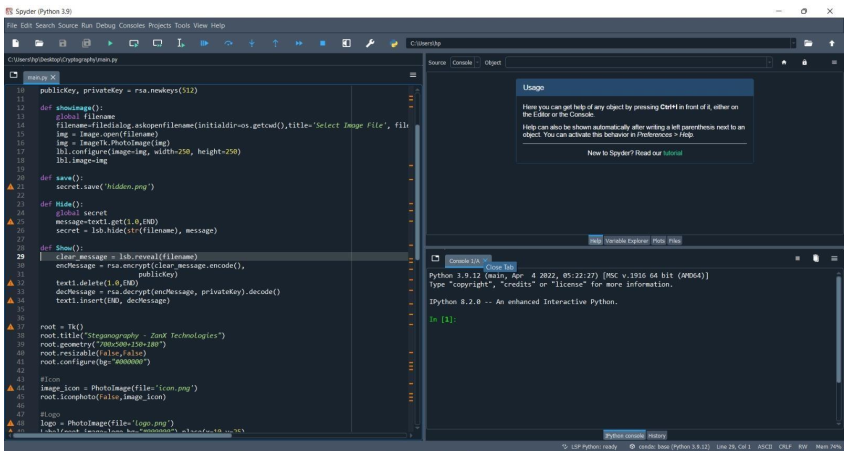 Spyder (Python 3.9)
File Edit Search Source Run Debug Consoles Projects Tools View Help
C:\Users\hp
C:\Users\hp\Desktop\Cryptography\main.py
main.py
10 publicKey, privateKey = rsa.newkeys(512)
11
12 def showimage():
13 global filename
14 filename=filedialog.askopenfilename(initialdir=os.getcwd(),title='Select Image File', file
15 img = Image.open(filename)
16 img = ImageTk.PhotoImage(img)
17 lbl.configure(image=img, width=250, height=250)
18 lbl.image=img
19
20 def save():
21 secret.save('hidden.png')
22
23 def Hide():
24 global secret
25 message=text1.get(1.0,END)
26 secret = lsb.hide(str(filename), message)
27
28 def Show():
29 clear_message = lsb.reveal(filename)
30 encMessage = rsa.encrypt(clear_message.encode(),
31 publicKey)
32 text1.delete(1.0,END)
33 decMessage = rsa.decrypt(encMessage, privateKey).decode()
34 text1.insert(END, decMessage)
35
36
37 root = Tk()
38 root.title("Steganography - ZanX Technologies")
39 root.geometry("700x500+150+180")
40 root.resizable(False,False)
41 root.configure(bg="#000000")
42
43 #Icon
44 image_icon = PhotoImage(file='icon.png')
45 root.iconphoto(False,image_icon)
46
47 #Logo
48 logo = PhotoImage(file='logo.png')
Source Console Object
Usage
Here you can get help of any object by pressing Ctrl+I in front of it, either on
the Editor or the Console.
Help can also be shown automatically after writing a left parenthesis next to an
object. You can activate this behavior in Preferences > Help.
New to Spyder? Read our tutorial
Help Variable Explorer Plots Files
Console 1/A
Close Tab
Python 3.9.12 (main, Apr 4 2022, 05:22:27) [MSC v.1916 64 bit (AMD64)]
Type "copyright", "credits" or "license" for more information.
IPython 8.2.0 -- An enhanced Interactive Python.
In [1]:
IPython console History
LSP Python: ready conda: base (Python 3.9.12) Line 29, Col 1 ASCII CRLF RW Mem 74%